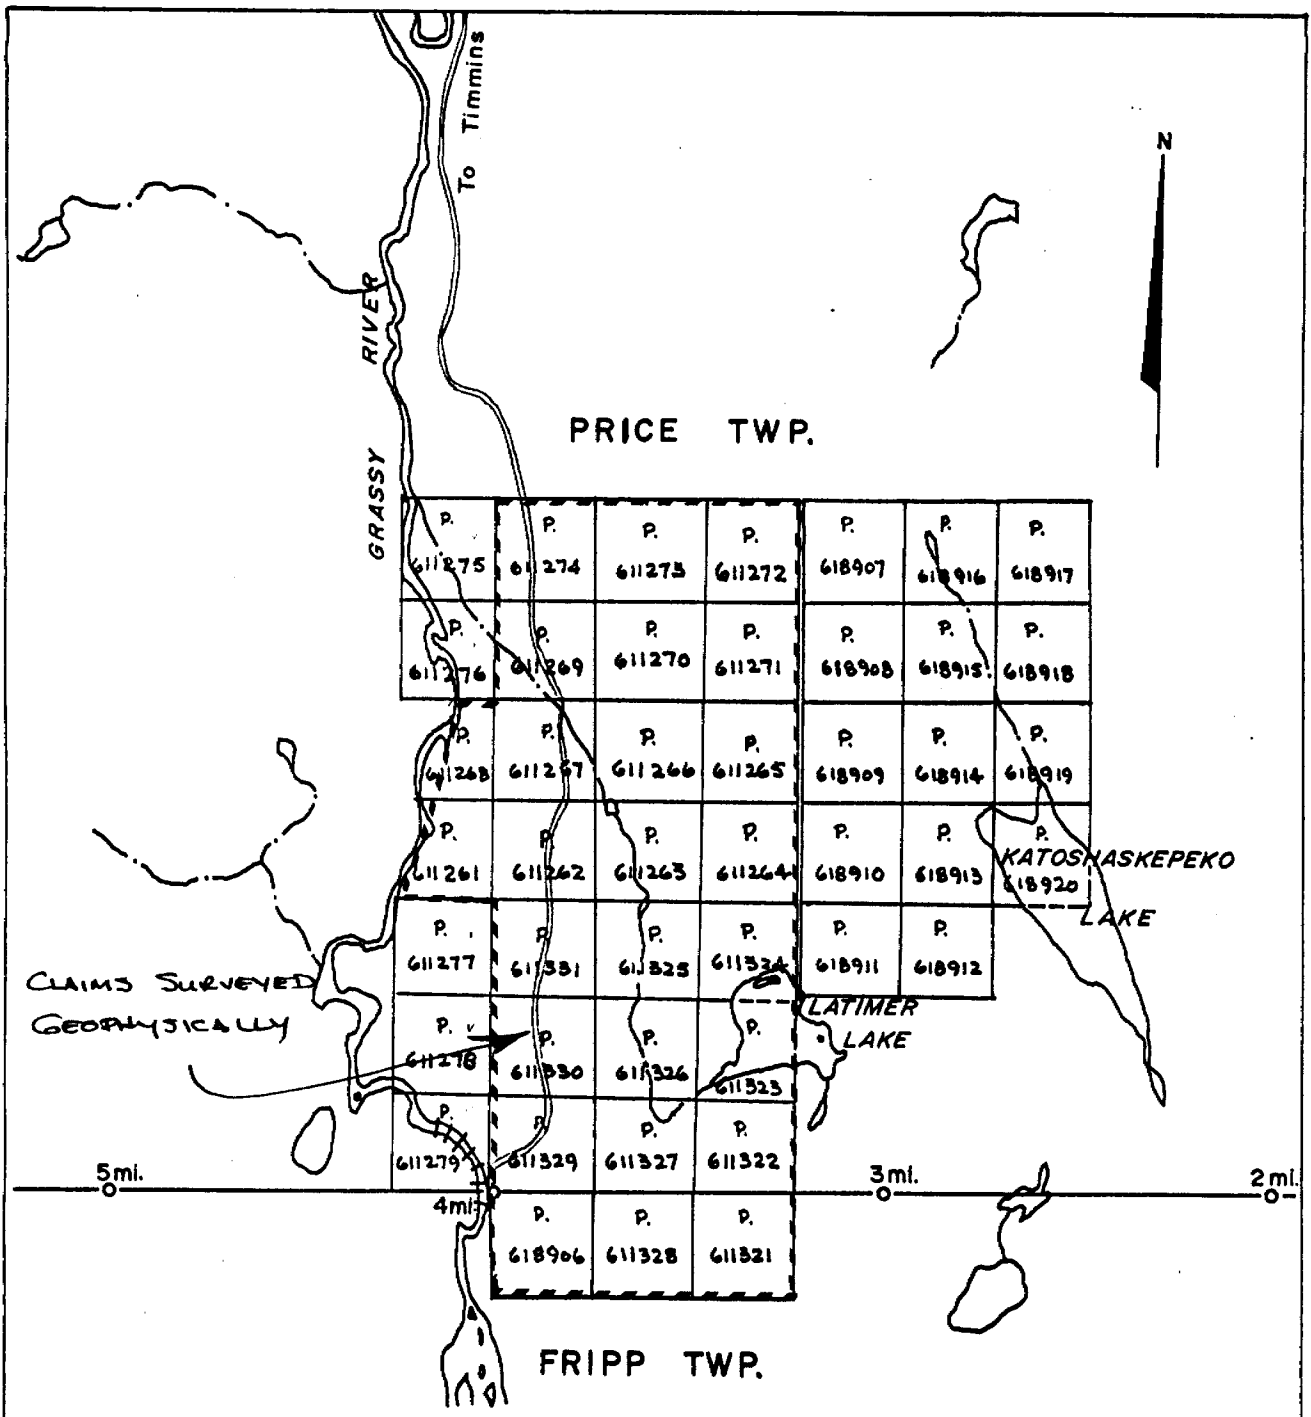 To Timmins
N
GRASSY RIVER
PRICE TWP.
P. P. P. P. P. P. P.
611275 611274 611273 611272 618907 618916 618917
P. P. P. P. P. P. P.
611276 611269 611270 611271 618908 618915 618918
P. P. P. P. P. P. P.
611268 611267 611266 611265 618909 618914 618919
P. P. P. P. P. P. P.
611261 611262 611263 611264 618910 618913 618920
KATOSHASKEPEKO
LAKE
P. P. P. P. P. P.
611277 611331 611325 611324 618911 618912
CLAIMS SURVEYED
GEOPHYSICALLY
LATIMER
LAKE
P. P. P. P.
611278 611330 611326 611323
P. P. P. P.
611279 611329 611327 611322
5mi. 4mi. 3mi. 2mi.
P. P. P.
618906 611328 611321
FRIPP TWP.